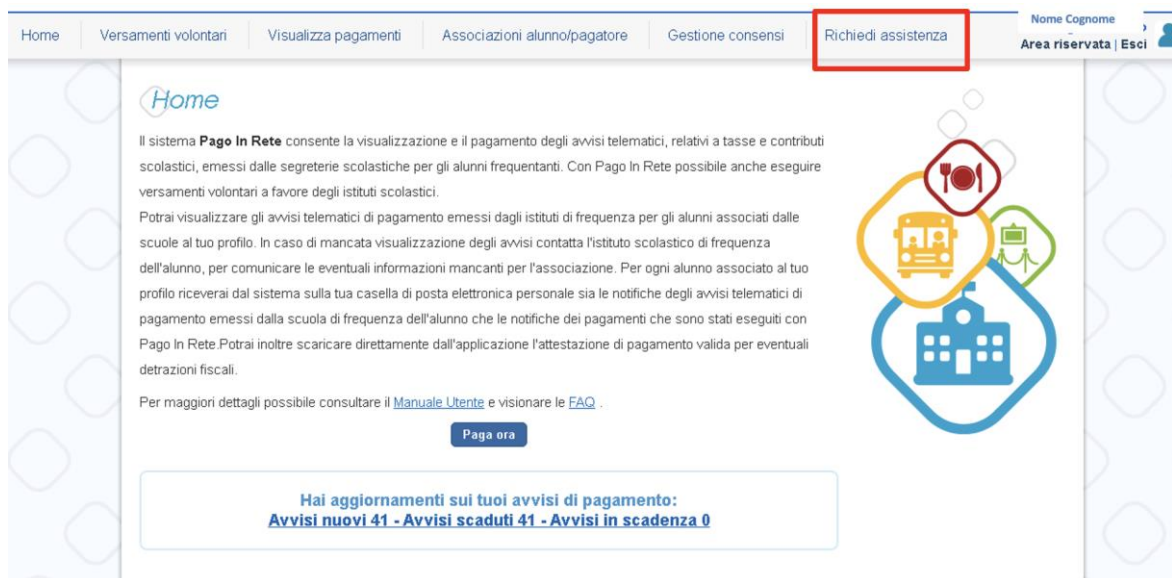 Home Versamenti volontari Visualizza pagamenti Associazioni alunno/pagatore Gestione consensi Richiedi assistenza
Nome Cognome
Area riservata | Esci
Home
Il sistema Pago In Rete consente la visualizzazione e il pagamento degli avvisi telematici, relativi a tasse e contributi
scolastici, emessi dalle segreterie scolastiche per gli alunni frequentanti. Con Pago In Rete possibile anche eseguire
versamenti volontari a favore degli istituti scolastici.
Potrai visualizzare gli avvisi telematici di pagamento emessi dagli istituti di frequenza per gli alunni associati dalle
scuole al tuo profilo. In caso di mancata visualizzazione degli avvisi contatta l'istituto scolastico di frequenza
dell'alunno, per comunicare le eventuali informazioni mancanti per l'associazione. Per ogni alunno associato al tuo
profilo riceverai dal sistema sulla tua casella di posta elettronica personale sia le notifiche degli avvisi telematici di
pagamento emessi dalla scuola di frequenza dell'alunno che le notifiche dei pagamenti che sono stati eseguiti con
Pago In Rete.Potrai inoltre scaricare direttamente dall'applicazione l'attestazione di pagamento valida per eventuali
detrazioni fiscali.
Per maggiori dettagli possibile consultare il Manuale Utente e visionare le FAQ .
Paga ora
Hai aggiornamenti sui tuoi avvisi di pagamento:
Avvisi nuovi 41 - Avvisi scaduti 41 - Avvisi in scadenza 0